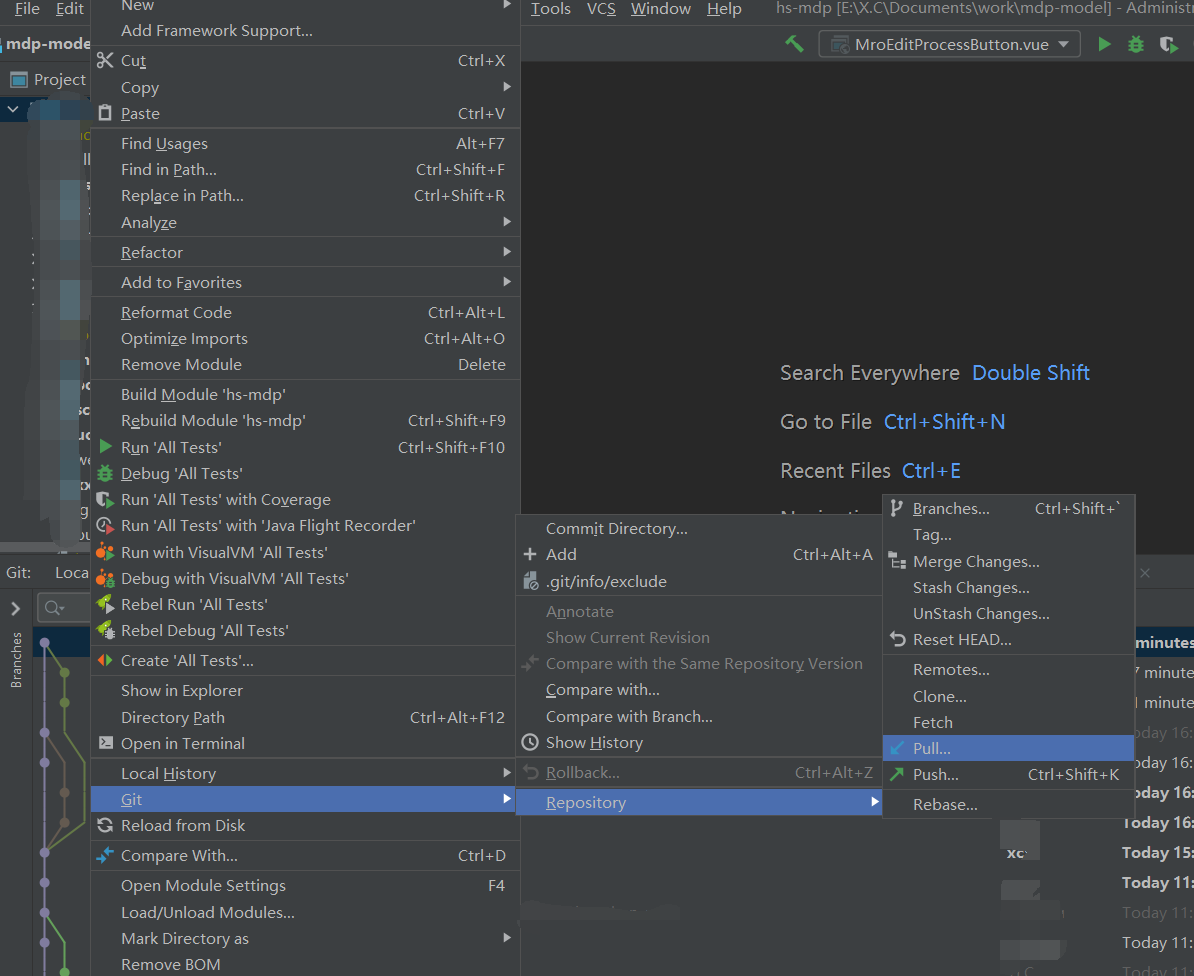 File Edit
Tools VCS Window Help
hs-mdp [E:\X.C\Documents\work\mdp-model] - Administr
mdp-mode
MroEditProcessButton.vue
Project
New
Add Framework Support...
Cut Ctrl+X
Copy
Paste Ctrl+V
Find Usages Alt+F7
Find in Path... Ctrl+Shift+F
Replace in Path... Ctrl+Shift+R
Analyze
Refactor
Add to Favorites
Reformat Code Ctrl+Alt+L
Optimize Imports Ctrl+Alt+O
Remove Module Delete
Build Module 'hs-mdp'
Rebuild Module 'hs-mdp' Ctrl+Shift+F9
Run 'All Tests' Ctrl+Shift+F10
Debug 'All Tests'
Run 'All Tests' with Coverage
Run 'All Tests' with 'Java Flight Recorder'
Run with VisualVM 'All Tests'
Debug with VisualVM 'All Tests'
Rebel Run 'All Tests'
Rebel Debug 'All Tests'
Create 'All Tests'...
Show in Explorer
Directory Path Ctrl+Alt+F12
Open in Terminal
Local History
Git
Reload from Disk
Compare With... Ctrl+D
Open Module Settings F4
Load/Unload Modules...
Mark Directory as
Remove BOM
Search Everywhere Double Shift
Go to File Ctrl+Shift+N
Recent Files Ctrl+E
Commit Directory...
Add Ctrl+Alt+A
.git/info/exclude
Annotate
Show Current Revision
Compare with the Same Repository Version
Compare with...
Compare with Branch...
Show History
Rollback... Ctrl+Alt+Z
Repository
Branches... Ctrl+Shift+`
Tag...
Merge Changes...
Stash Changes...
UnStash Changes...
Reset HEAD...
Remotes...
Clone...
Fetch
Pull...
Push... Ctrl+Shift+K
Rebase...
Git: Loca
Branches
minutes
7 minute
minute
oday 16:
oday 16:
oday 16:
Today 16:
xc
Today 15:
Today 11:
Today 11:
Today 11:
Today 11: